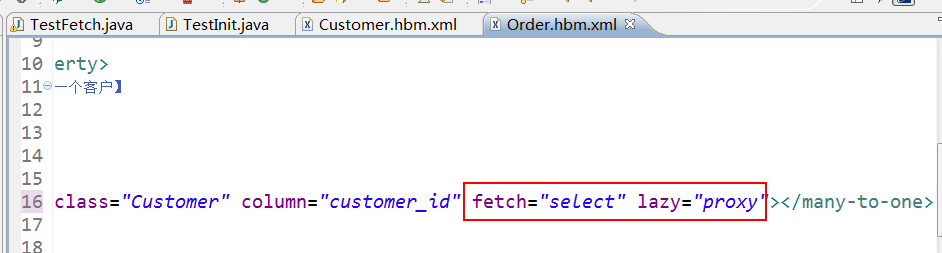 TestFetch.java TestInit.java Customer.hbm.xml Order.hbm.xml
9
10 erty>
11 一个客户】
12
13
14
15
16 class="Customer" column="customer_id" fetch="select" lazy="proxy"></many-to-one>
17
18